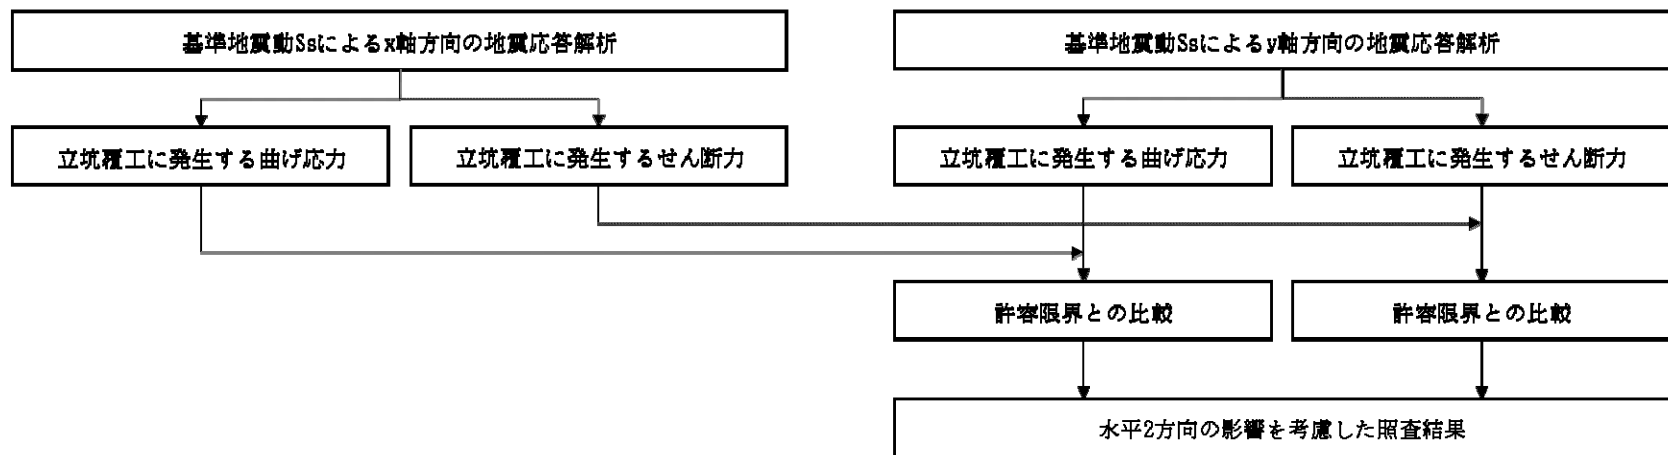 基準地震動Ssによるx軸方向の地震応答解析
基準地震動Ssによるy軸方向の地震応答解析
立坑覆工に発生する曲げ応力
立坑覆工に発生するせん断力
立坑覆工に発生する曲げ応力
立坑覆工に発生するせん断力
許容限界との比較
許容限界との比較
水平2方向の影響を考慮した照査結果